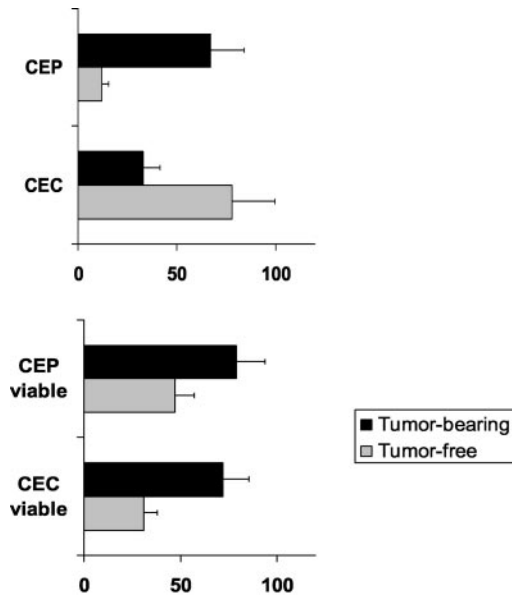 CEP
CEC
0 50 100
CEP
viable
CEC
viable
0 50 100
Tumor-bearing
Tumor-free